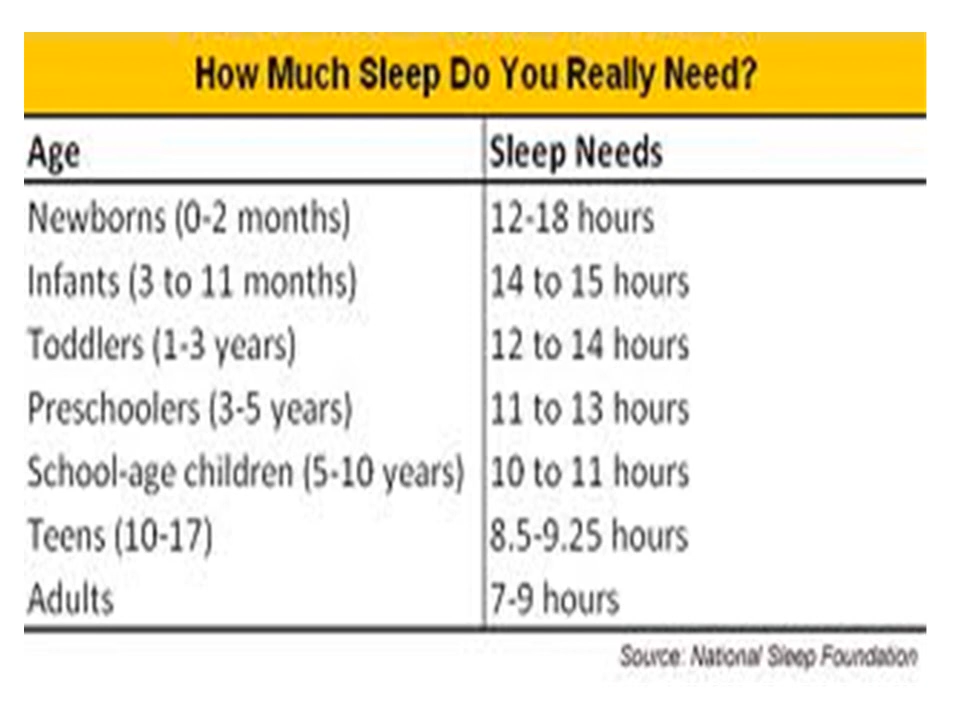 How Much Sleep Do You Really Need?
Age Sleep Needs
Newborns (0-2 months) 12-18 hours
Infants (3 to 11 months) 14 to 15 hours
Toddlers (1-3 years) 12 to 14 hours
Preschoolers (3-5 years) 11 to 13 hours
School-age children (5-10 years) 10 to 11 hours
Teens (10-17) 8.5-9.25 hours
Adults 7-9 hours
Source: National Sleep Foundation